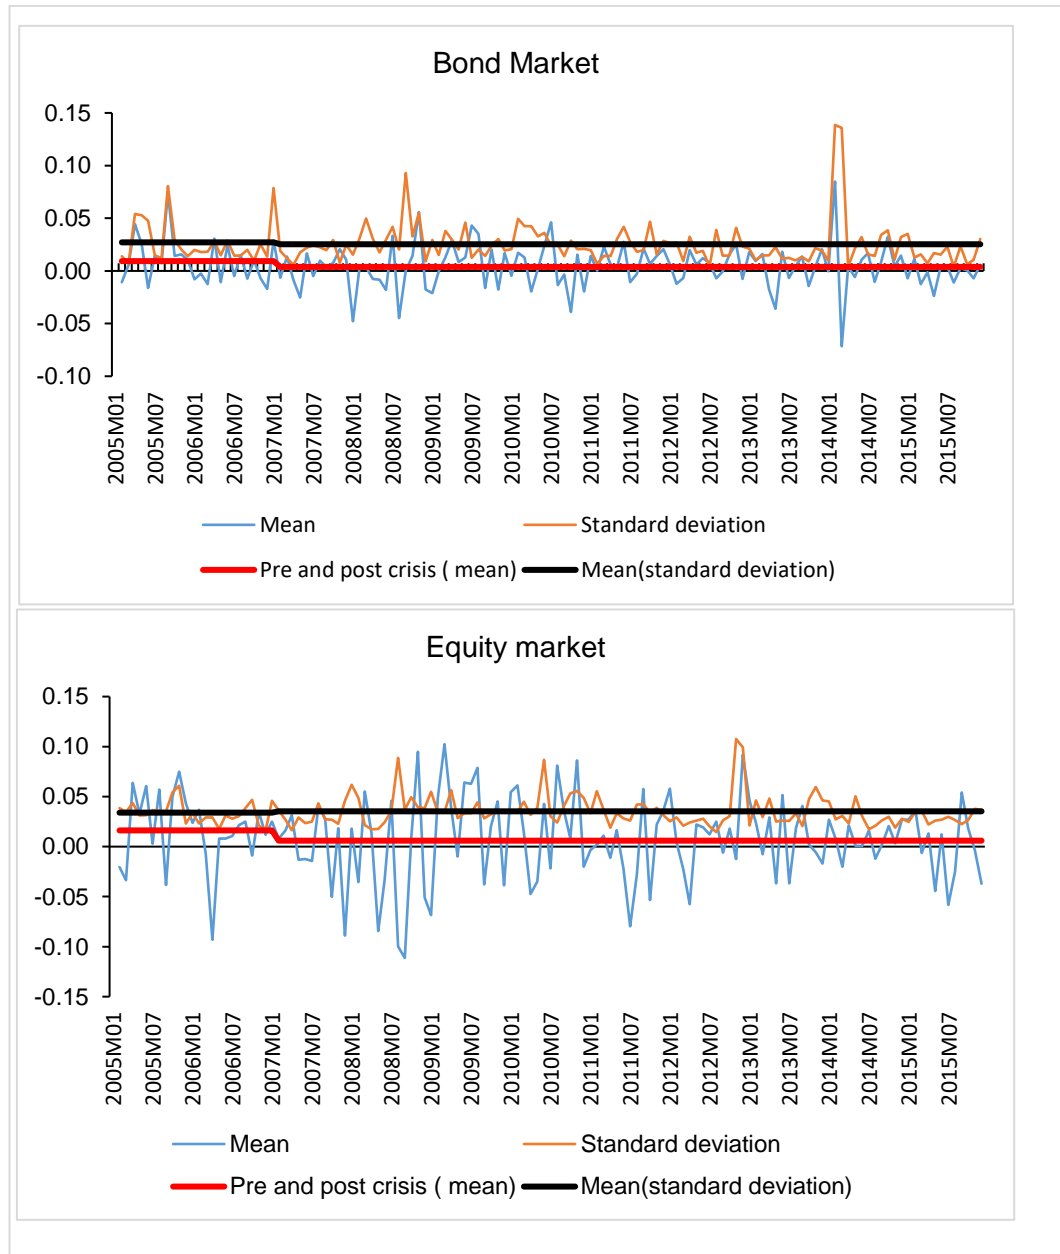 Bond Market
0.15
0.10
0.05
0.00
-0.05
-0.10
2005M01
2005M07
2006M01
2006M07
2007M01
2007M07
2008M01
2008M07
2009M01
2009M07
2010M01
2010M07
2011M01
2011M07
2012M01
2012M07
2013M01
2013M07
2014M01
2014M07
2015M01
2015M07
Mean
Standard deviation
Pre and post crisis ( mean)
Mean(standard deviation)
Equity market
0.15
0.10
0.05
0.00
-0.05
-0.10
-0.15
2005M01
2005M07
2006M01
2006M07
2007M01
2007M07
2008M01
2008M07
2009M01
2009M07
2010M01
2010M07
2011M01
2011M07
2012M01
2012M07
2013M01
2013M07
2014M01
2014M07
2015M01
2015M07
Mean
Standard deviation
Pre and post crisis ( mean)
Mean(standard deviation)